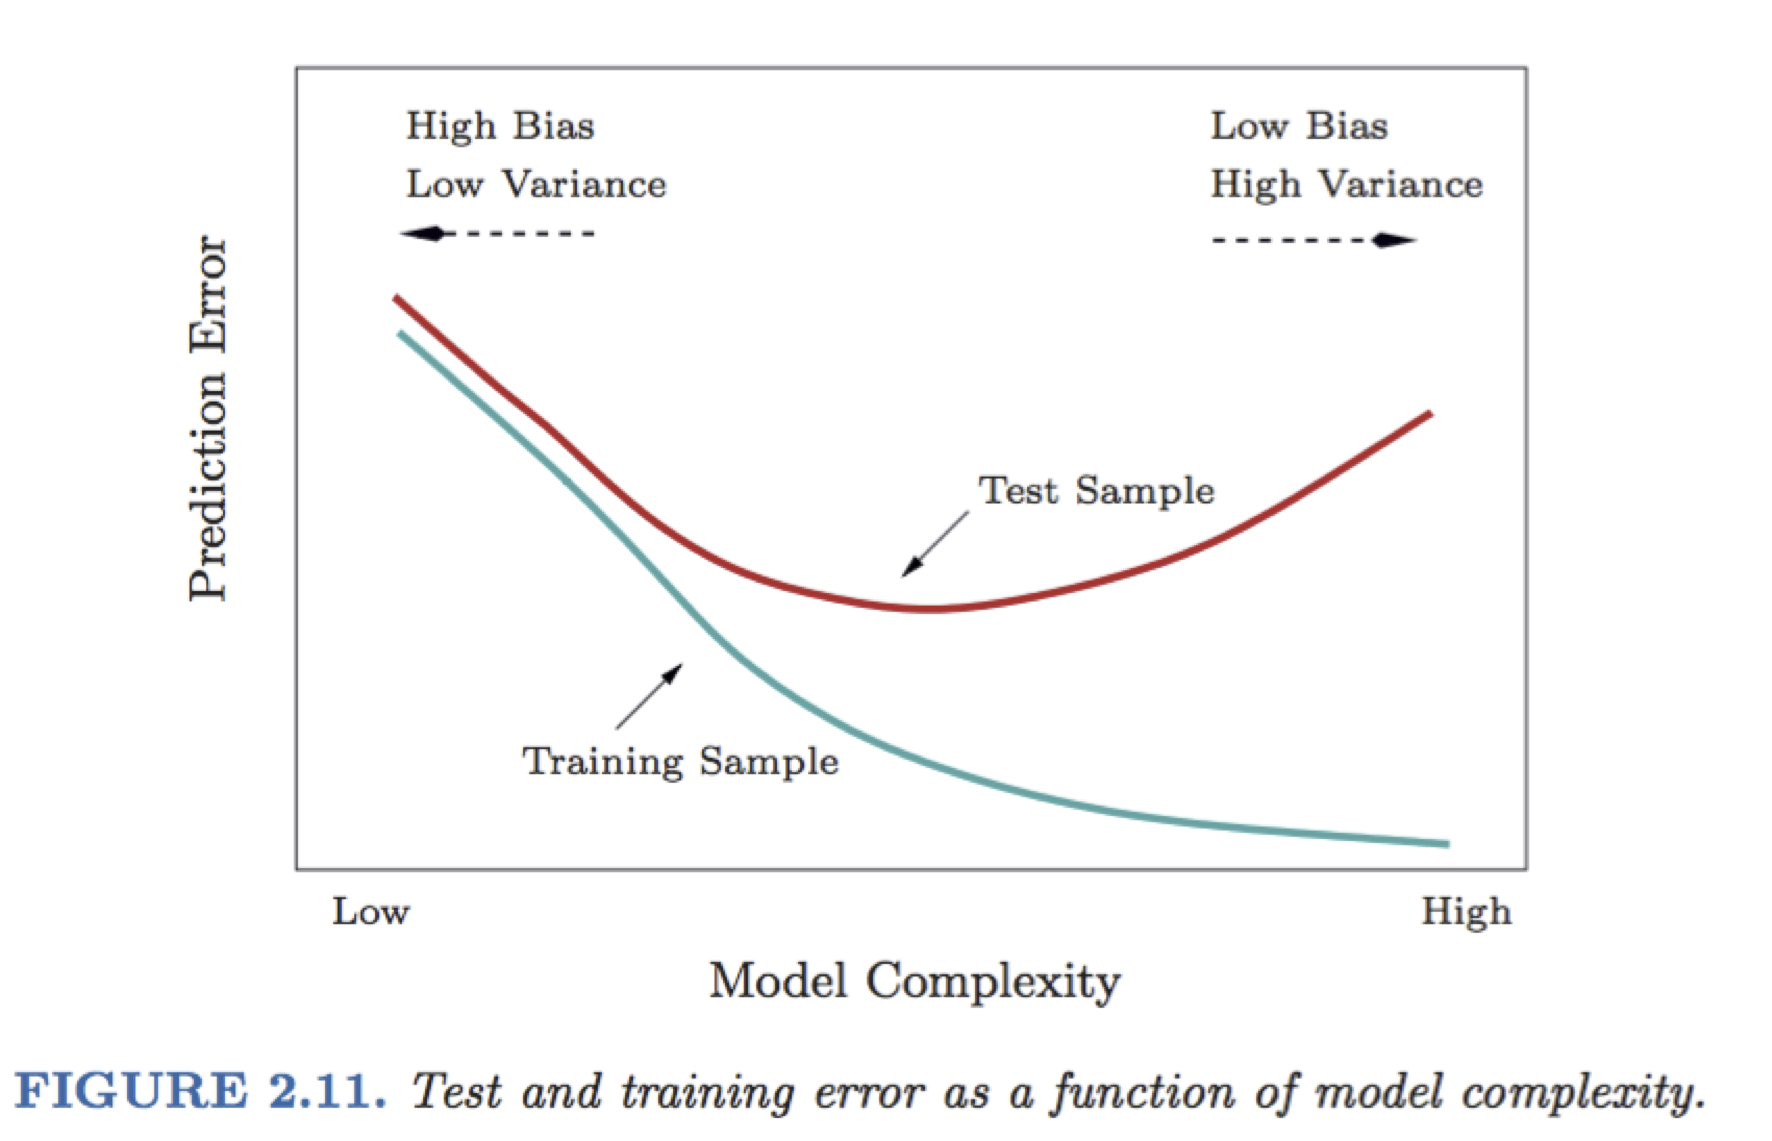 High Bias
Low Variance
Low Bias
High Variance
Prediction Error
Test Sample
Training Sample
Low
High
Model Complexity
FIGURE 2.11. Test and training error as a function of model complexity.